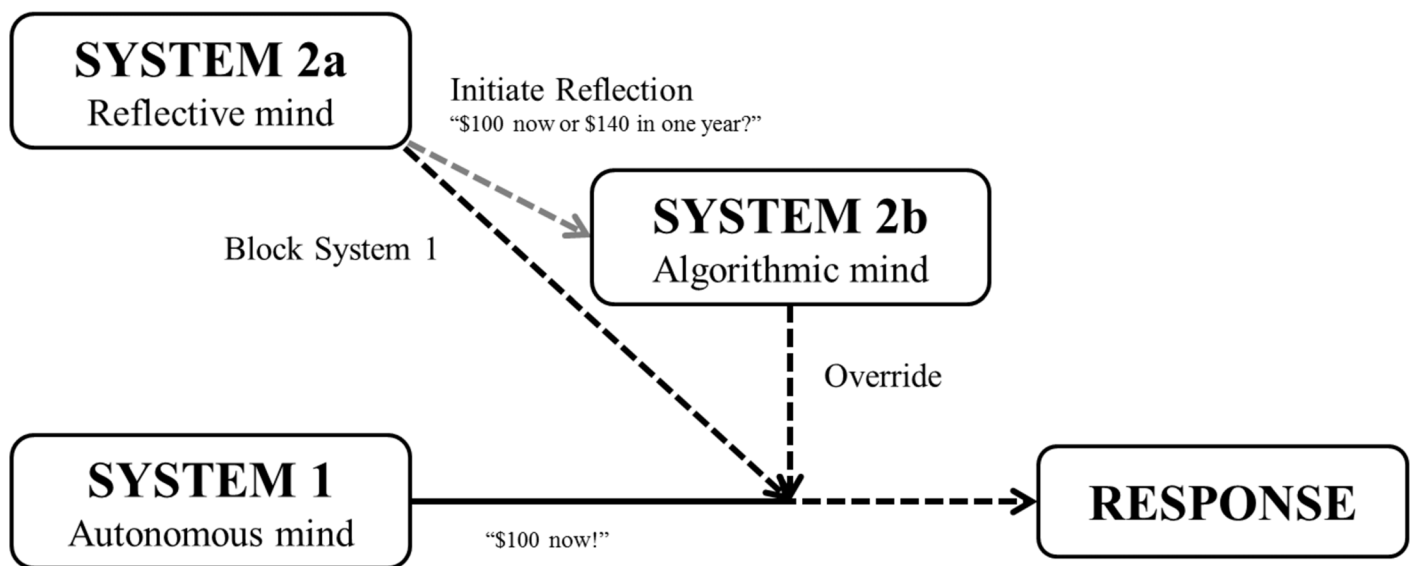 SYSTEM 2a
Reflective mind
Initiate Reflection
“$100 now or $140 in one year?”
SYSTEM 2b
Algorithmic mind
Block System 1
Override
SYSTEM 1
Autonomous mind
“$100 now!”
RESPONSE